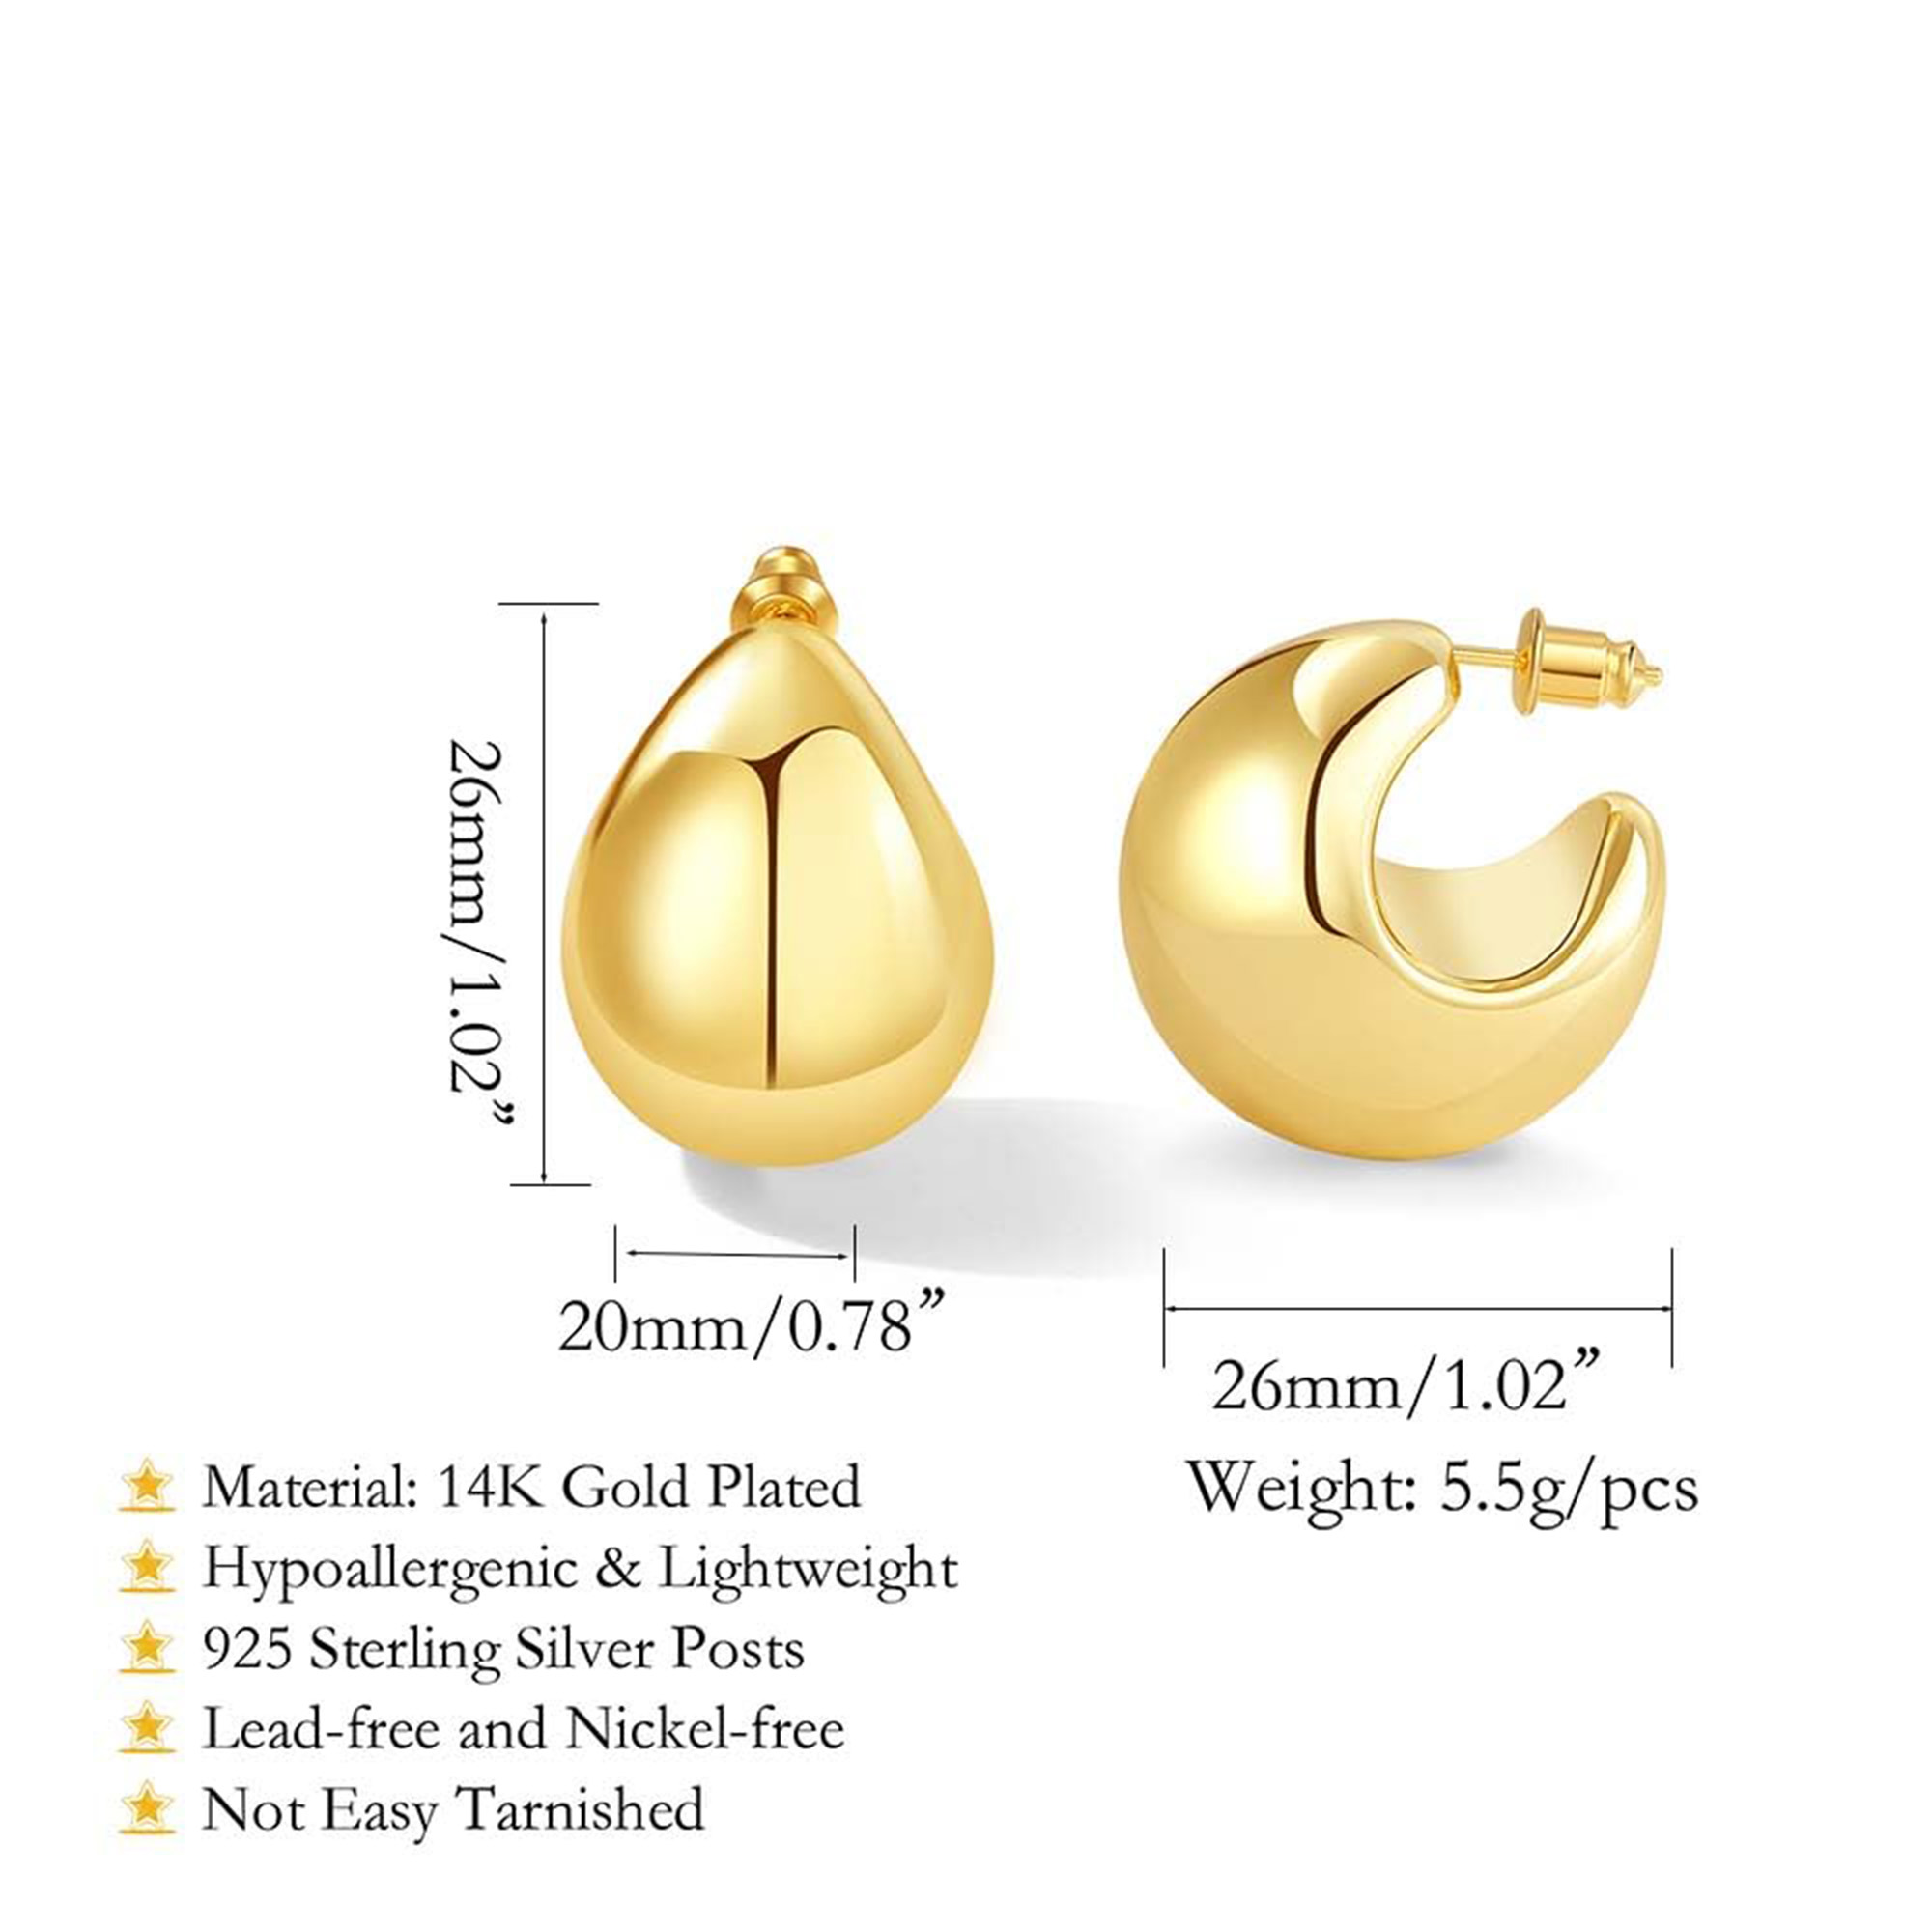 26mm/1.02”
20mm/0.78”
26mm/1.02”
Weight: 5.5g/pcs
Material: 14K Gold Plated
Hypoallergenic & Lightweight
925 Sterling Silver Posts
Lead-free and Nickel-free
Not Easy Tarnished